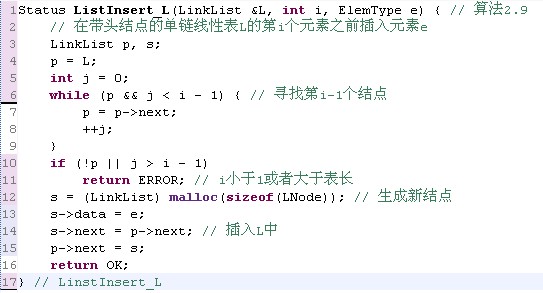 1 Status ListInsert_L(LinkList &L, int i, ElemType e) { // 算法2.9
2 // 在带头结点的单链线性表L的第i个元素之前插入元素e
3 LinkList p, s;
4 p = L;
5 int j = 0;
6 while (p && j < i - 1) { // 寻找第i-1个结点
7 p = p->next;
8 ++j;
9 }
10 if (!p || j > i - 1)
11 return ERROR; // i小于1或者大于表长
12 s = (LinkList) malloc(sizeof(LNode)); // 生成新结点
13 s->data = e;
14 s->next = p->next; // 插入L中
15 p->next = s;
16 return OK;
17 } // LinstInsert_L